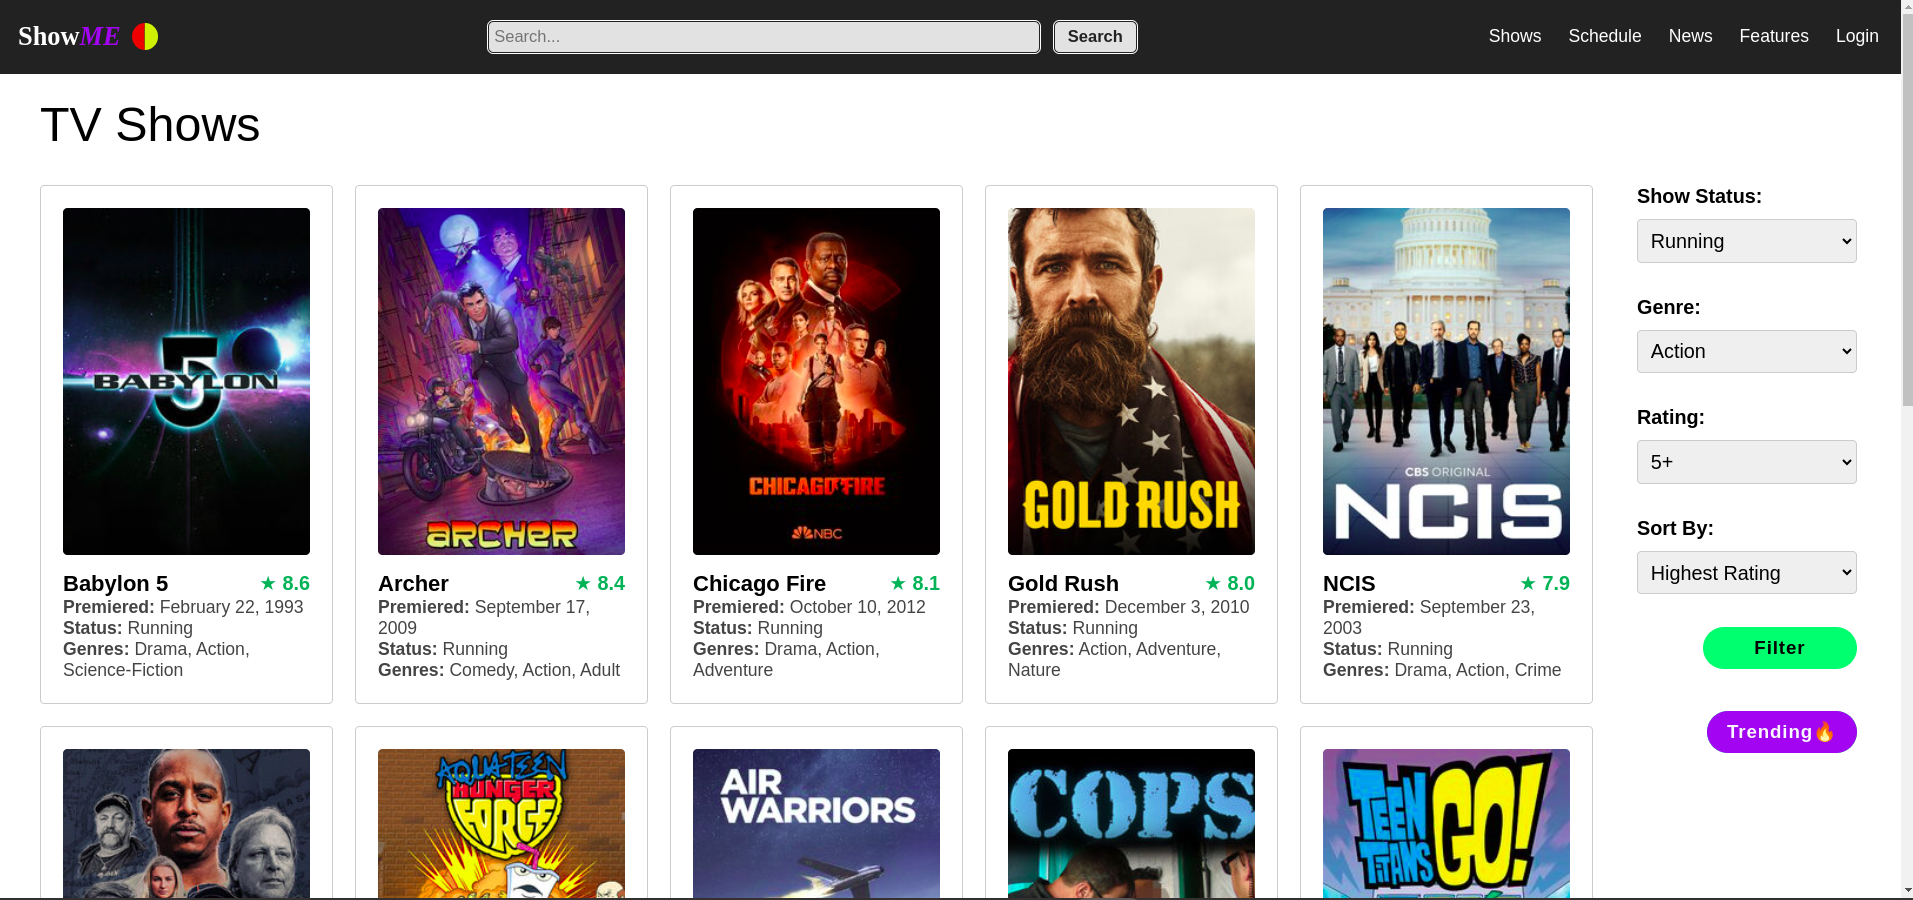 ShowME
Search...
Search
Shows
Schedule
News
Features
Login
TV Shows
BABYLON 5
ARCHER
CHICAGO FIRE
NBC
GOLD RUSH
CBS ORIGINAL
NCIS
Babylon 5
★ 8.6
Premiered: February 22, 1993
Status: Running
Genres: Drama, Action,
Science-Fiction
Archer
★ 8.4
Premiered: September 17,
2009
Status: Running
Genres: Comedy, Action, Adult
Chicago Fire
★ 8.1
Premiered: October 10, 2012
Status: Running
Genres: Drama, Action,
Adventure
Gold Rush
★ 8.0
Premiered: December 3, 2010
Status: Running
Genres: Action, Adventure,
Nature
NCIS
★ 7.9
Premiered: September 23,
2003
Status: Running
Genres: Drama, Action, Crime
AQUA TEEN
HUNGER
FORCE
AIR
WARRIORS
COPS
TEEN
TITANS
GO!
Show Status:
Running
Genre:
Action
Rating:
5+
Sort By:
Highest Rating
Filter
Trending🔥